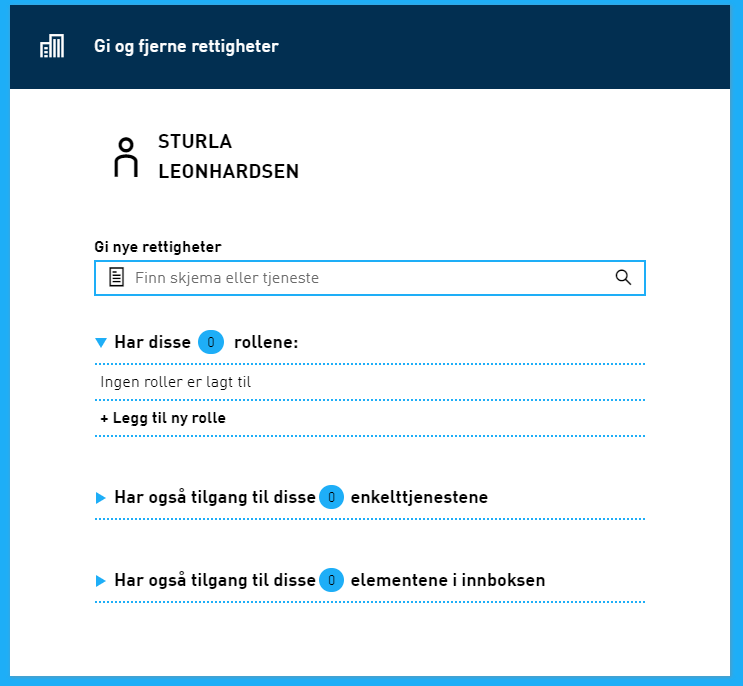 Gi og fjerne rettigheter
STURLA
LEONHARDSEN
Gi nye rettigheter
Finn skjema eller tjeneste
Har disse 0 rollene:
Ingen roller er lagt til
+ Legg til ny rolle
Har også tilgang til disse 0 enkelttjenestene
Har også tilgang til disse 0 elementene i innboksen